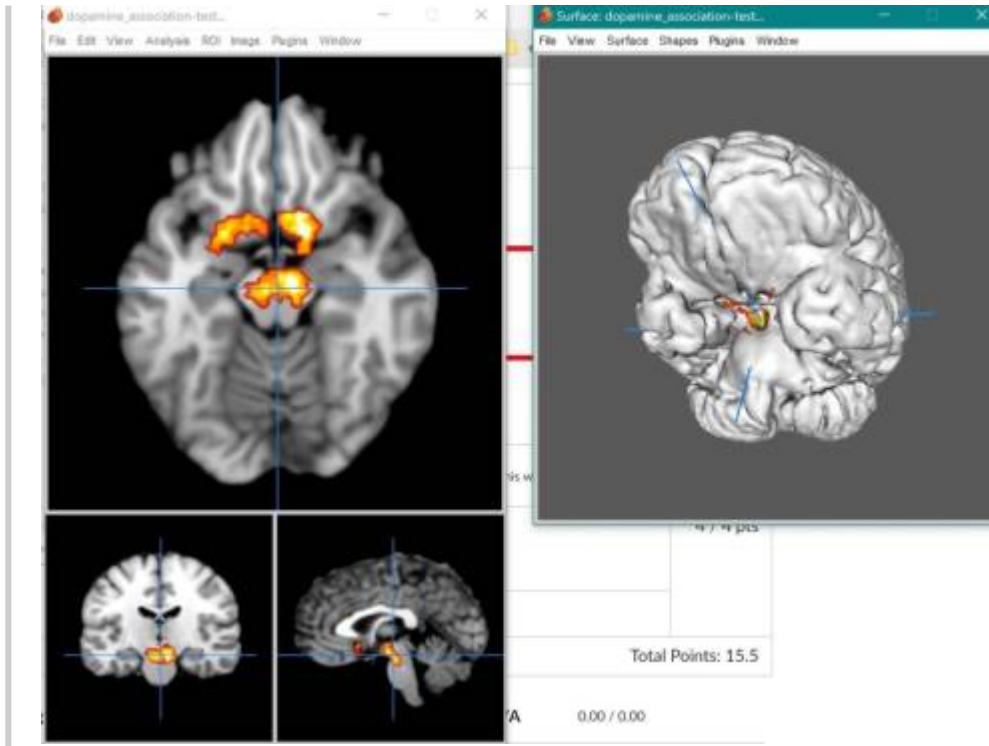 dopamine_association-test...
File Edit View Analysis ROI Image Plugins Window
Surface: dopamine_association-test...
File View Surface Shapes Plugins Window
his w
4 / 4 pts
Total Points: 15.5
/A 0.00 / 0.00